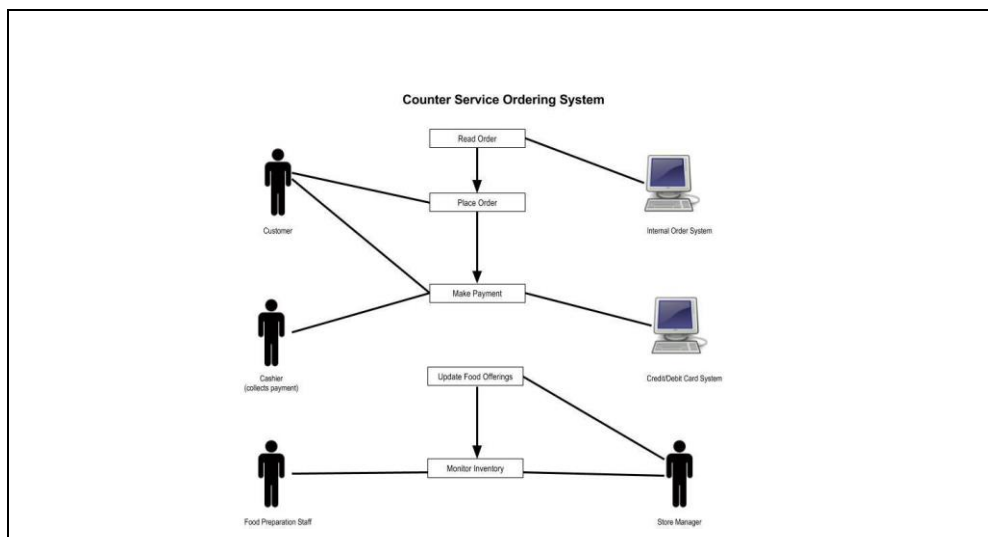 Counter Service Ordering System
Read Order
Place Order
Customer
Internal Order System
Make Payment
Cashier
(collects payment)
Update Food Offerings
Credit/Debit Card System
Monitor Inventory
Food Preparation Staff
Store Manager